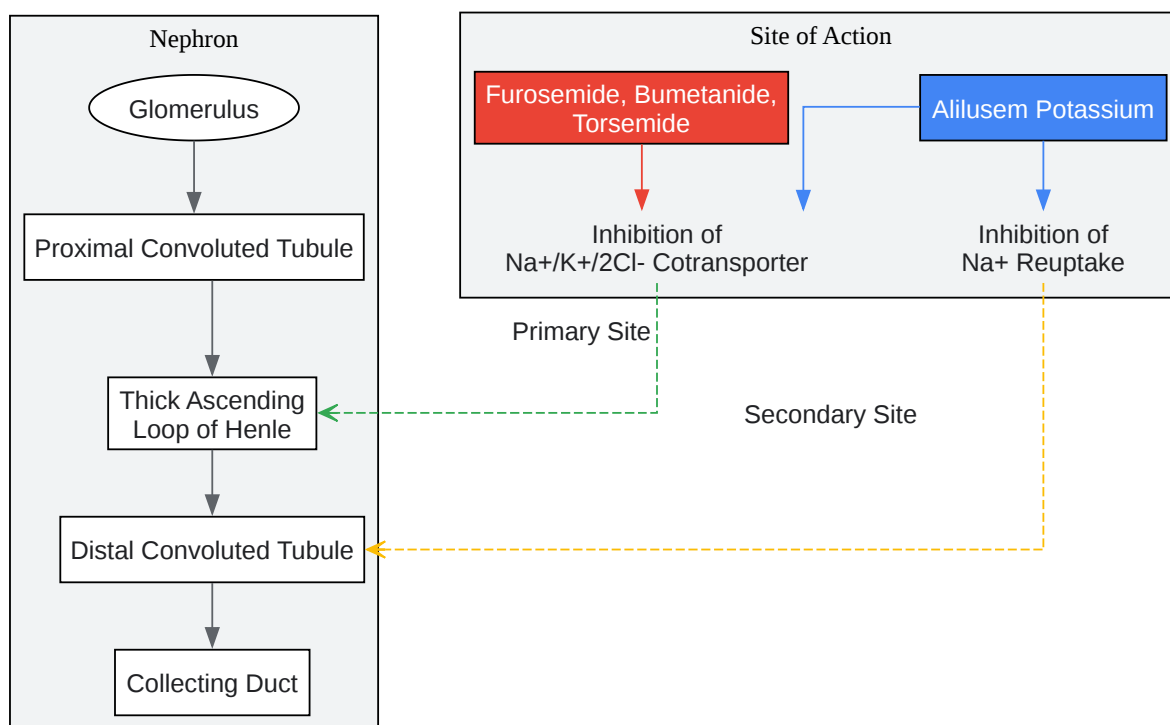 Nephron
Glomerulus
Proximal Convoluted Tubule
Thick Ascending
Loop of Henle
Distal Convoluted Tubule
Collecting Duct
Site of Action
Furosemide, Bumetanide,
Torsemide
Alilusem Potassium
Inhibition of
Na+/K+/2Cl- Cotransporter
Inhibition of
Na+ Reuptake
Primary Site
Secondary Site